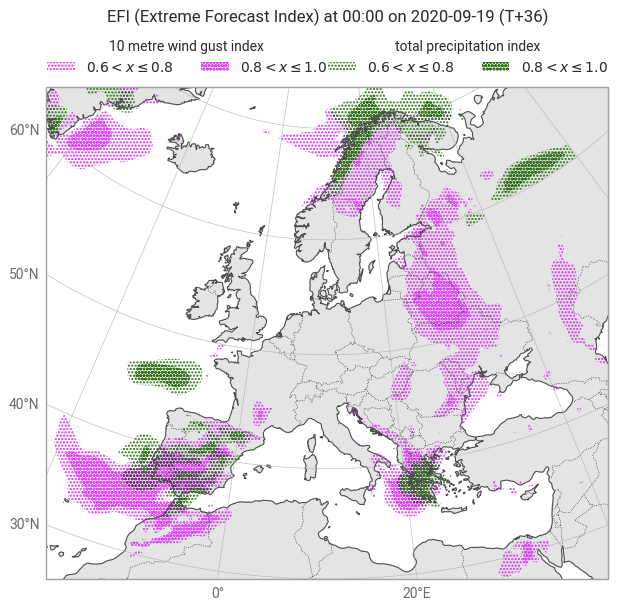 EFI (Extreme Forecast Index) at 00:00 on 2020-09-19 (T+36)
10 metre wind gust index total precipitation index
0.6 < x ≤ 0.8 0.8 < x ≤ 1.0 0.6 < x ≤ 0.8 0.8 < x ≤ 1.0
60°N
50°N
40°N
30°N
0° 20°E